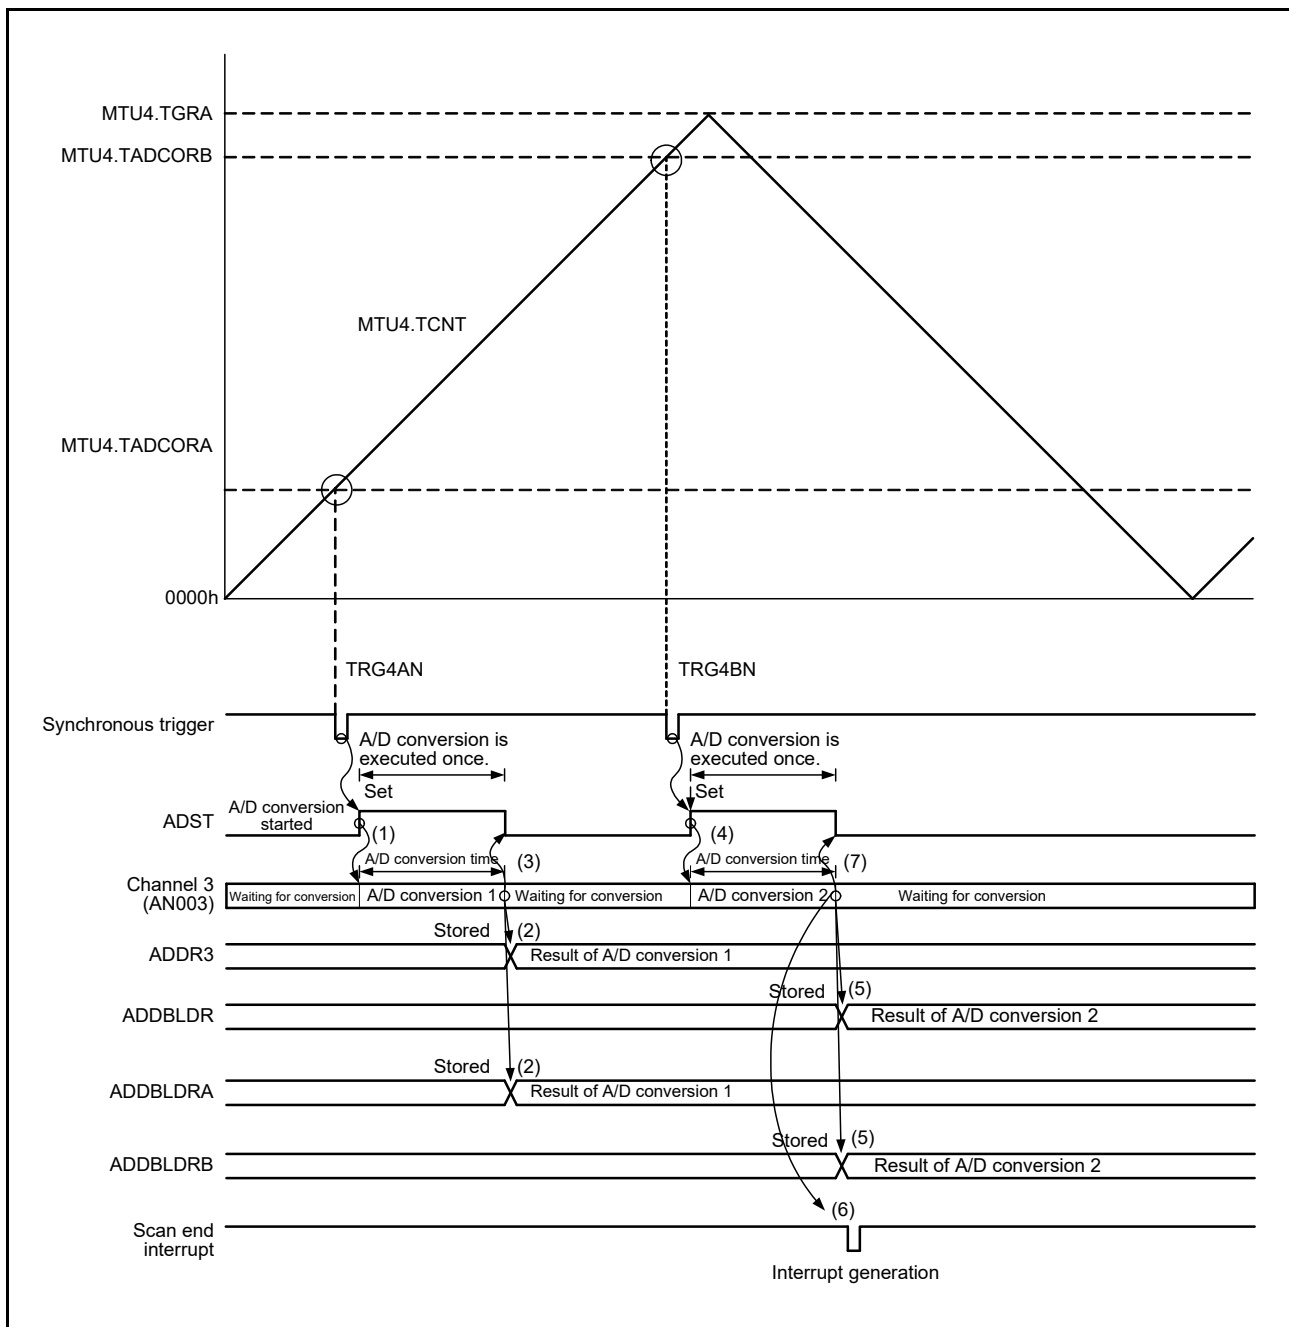 MTU4.TGRA
MTU4.TADCORB
MTU4.TCNT
MTU4.TADCORA
0000h
TRG4AN
TRG4BN
Synchronous trigger
A/D conversion is
executed once.
A/D conversion is
executed once.
Set
Set
ADST
A/D conversion
started
(1)
(4)
A/D conversion time
(3)
A/D conversion time
(7)
Channel 3
(AN003)
Waiting for conversion
A/D conversion 1
Waiting for conversion
A/D conversion 2
Waiting for conversion
Stored
(2)
ADDR3
Result of A/D conversion 1
Stored
(5)
ADDBLDR
Result of A/D conversion 2
Stored
(2)
ADDBLDRA
Result of A/D conversion 1
Stored
(5)
ADDBLDRB
Result of A/D conversion 2
(6)
Scan end
interrupt
Interrupt generation